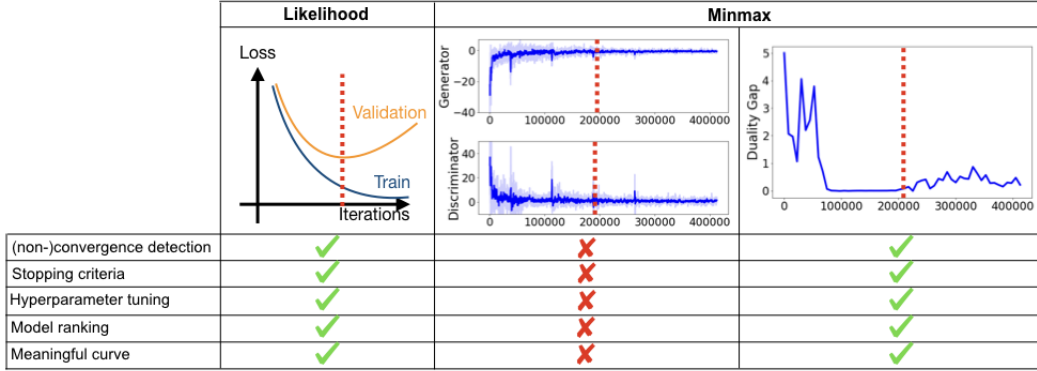 Likelihood
Minmax
Loss
Validation
Train
Iterations
Generator
0
−20
−40
0 100000 200000 300000 400000
Discriminator
40
20
0
0 100000 200000 300000 400000
Duality Gap
5
4
3
2
1
0
0 100000 200000 300000 400000
(non-)convergence detection
Stopping criteria
Hyperparameter tuning
Model ranking
Meaningful curve